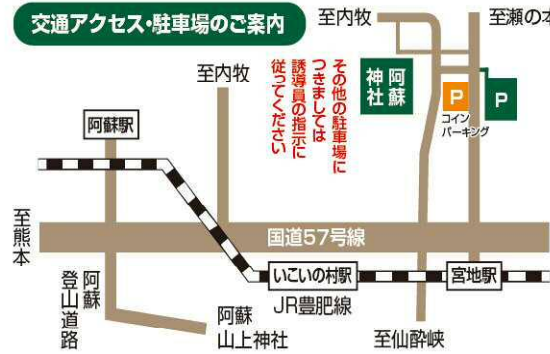 交通アクセス・駐車場のご案内
至内牧
至瀬の本
至内牧
その他の駐車場に
つきましては
誘導員の指示に
従ってください
阿蘇
神社
P
コイン
パーキング
P
阿蘇駅
至熊本
国道57号線
阿蘇
登山道路
いこいの村駅
宮地駅
JR豊肥線
阿蘇
山上神社
至仙酔峡